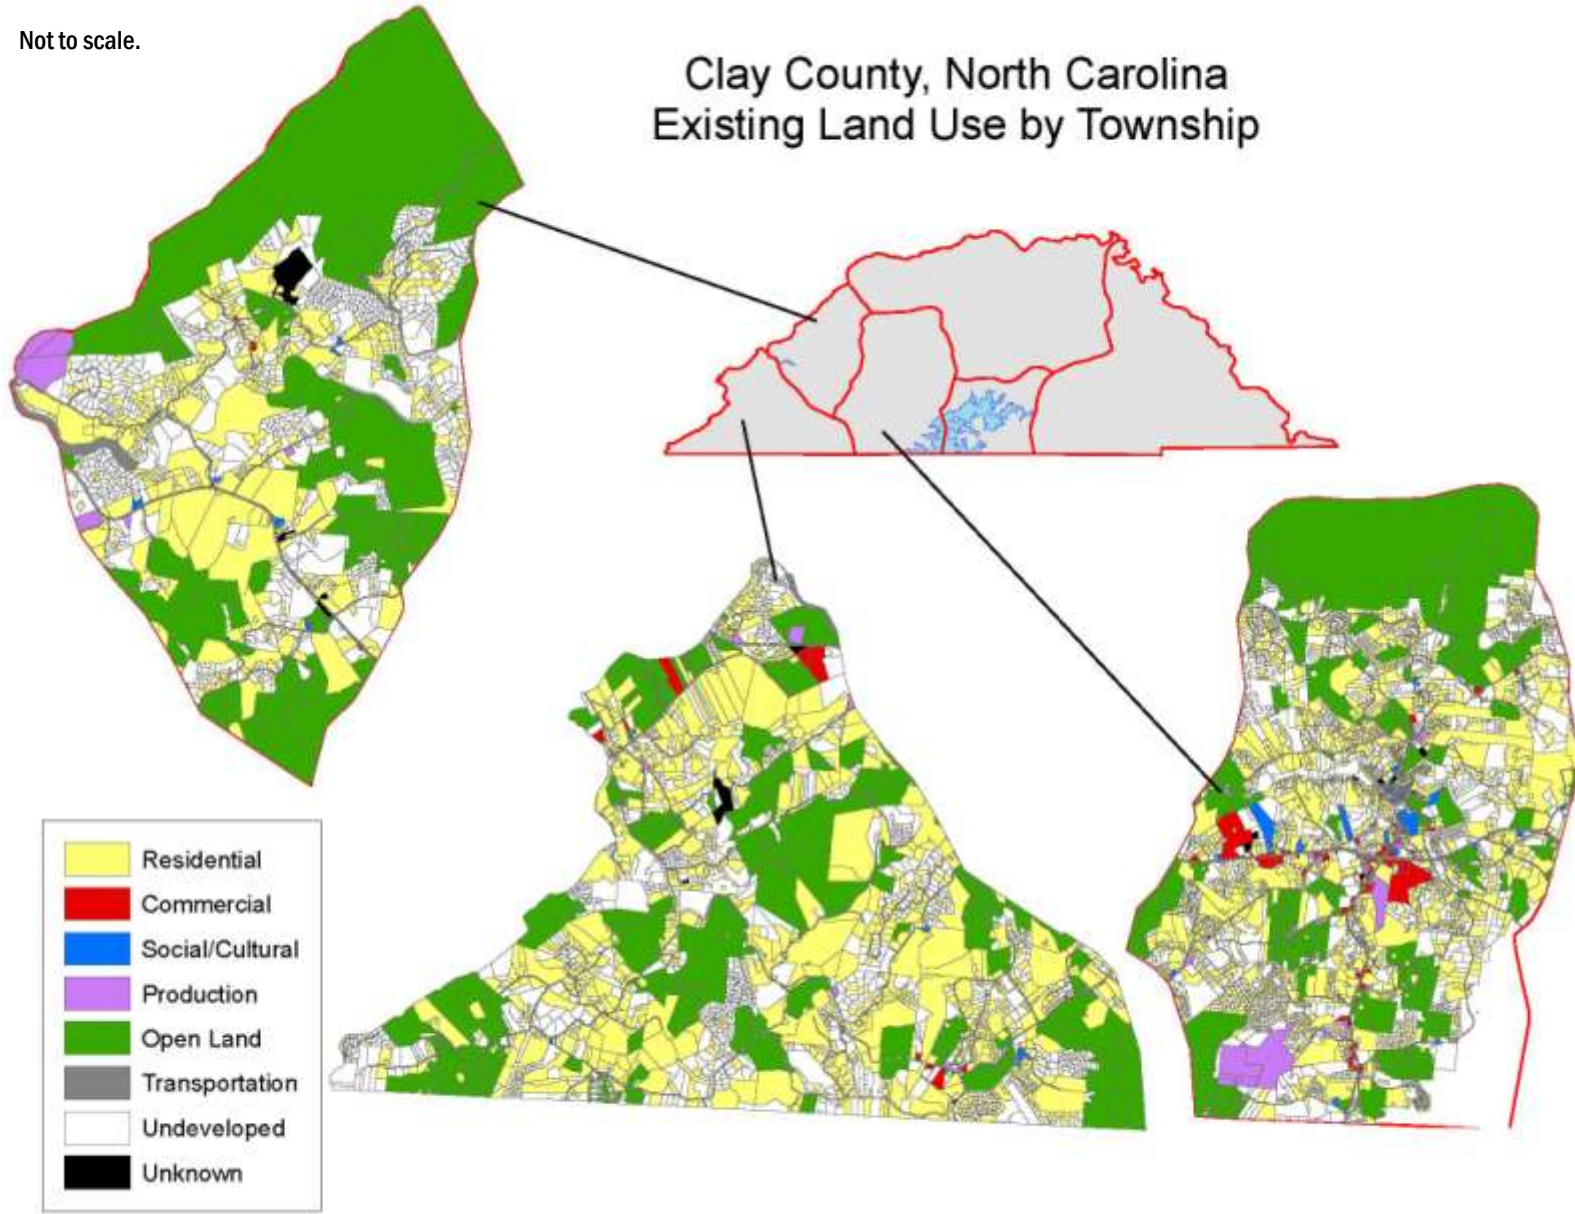 Not to scale.
Clay County, North Carolina
Existing Land Use by Township
Residential
Commercial
Social/Cultural
Production
Open Land
Transportation
Undeveloped
Unknown